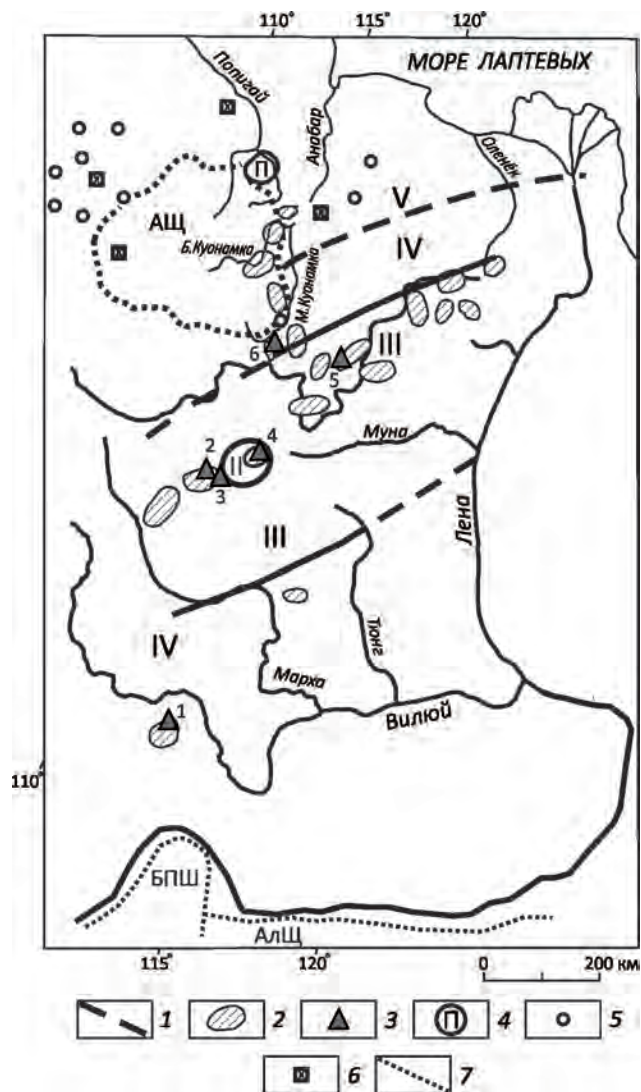 110° 115° 120°
МОРЕ ЛАПТЕВЫХ
Попигай
Анабар
Оленёк
П
V
АЩ
IV
Б.Куонамка
М.Куонамка
6
5
III
Муна
2
4
II
3
III
Лена
IV
Тюнг
Марха
Вилюй
1
110°
БПШ
АлЩ
115° 120° 0 200 км
1 2 3 П 4 5
6 7